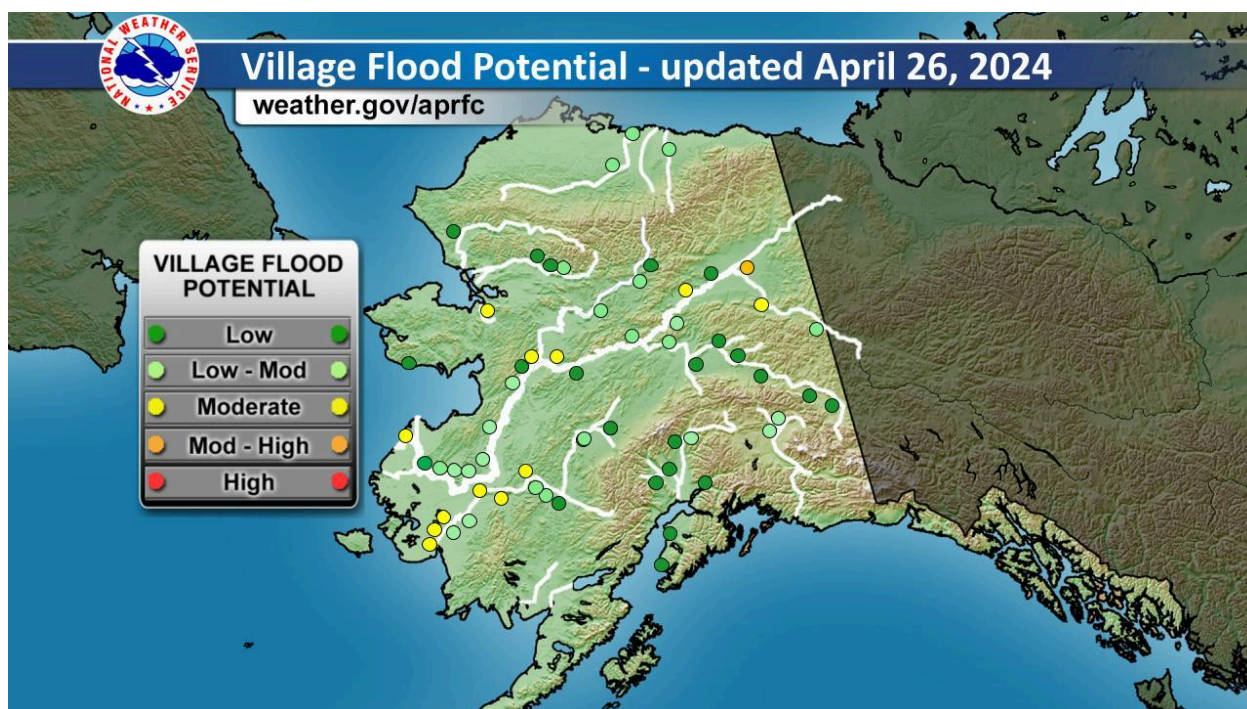 NATIONAL WEATHER SERVICE
Village Flood Potential - updated April 26, 2024
weather.gov/aprfc
VILLAGE FLOOD
POTENTIAL
Low
Low - Mod
Moderate
Mod - High
High